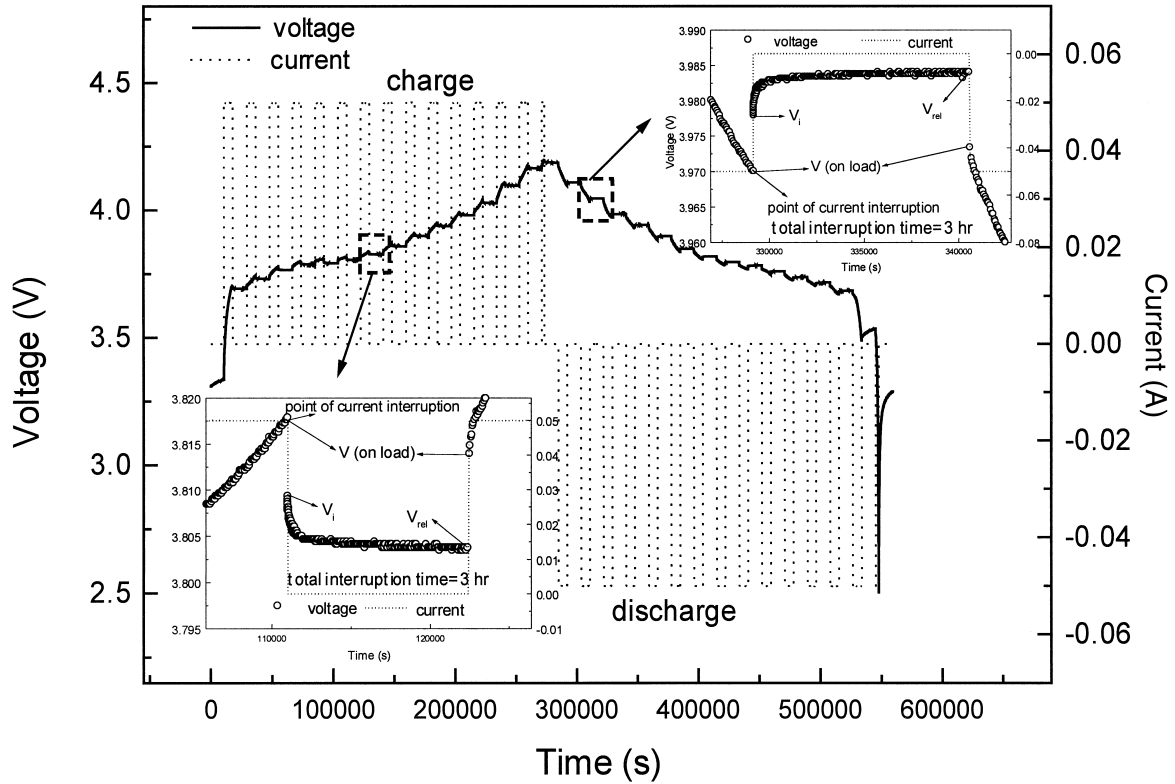 voltage
current
charge
discharge
4.5
4.0
3.5
3.0
2.5
Voltage (V)
0
100000
200000
300000
400000
500000
600000
Time (s)
0.06
0.04
0.02
0.00
-0.02
-0.04
-0.06
Current (A)
voltage
current
3.990
3.985
3.980
3.975
3.970
3.965
3.960
Voltage (V)
0.00
-0.02
-0.04
-0.06
-0.08
Vi
Vrel
V (on load)
point of current interruption
total interruption time=3 hr
330000
335000
340000
Time (s)
3.820
3.815
3.810
3.805
3.800
3.795
point of current interruption
V (on load)
Vi
Vrel
total interruption time=3 hr
voltage
current
0.05
0.04
0.03
0.02
0.01
0.00
-0.01
110000
120000
Time (s)